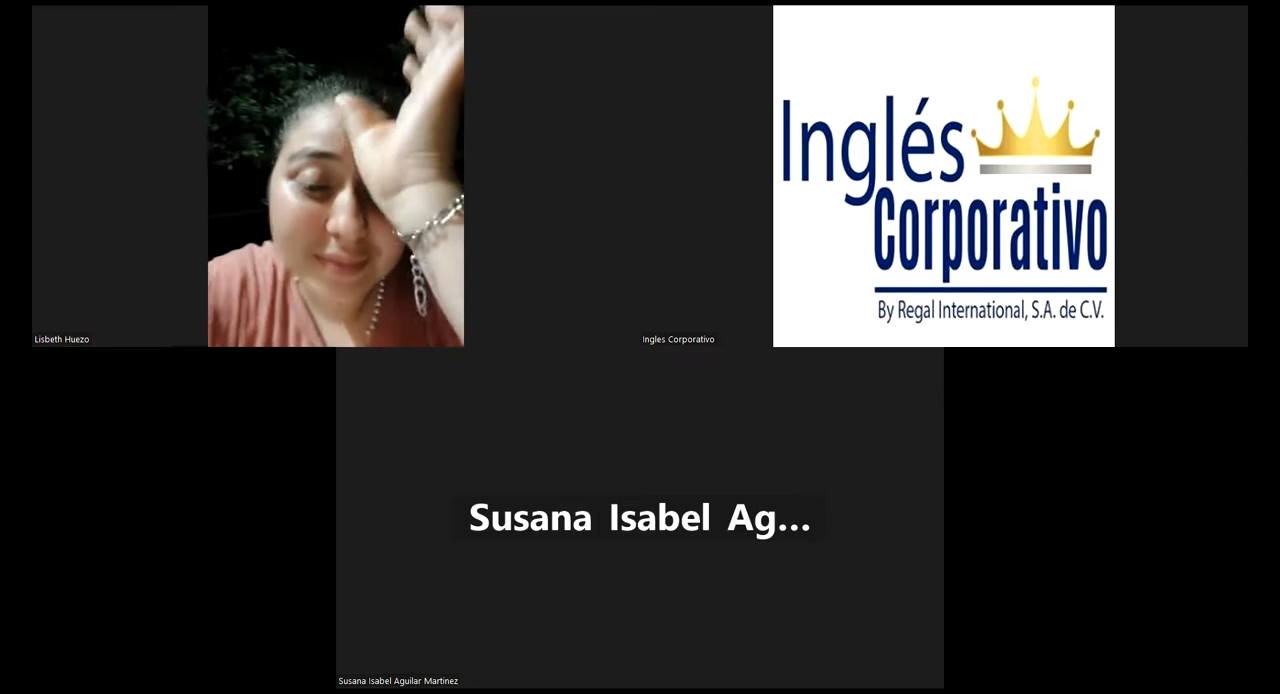 Inglés
Corporativo
By Regal International, S.A. de C.V.
Lisbeth Huezo
Ingles Corporativo
Susana Isabel Ag...
Susana Isabel Aguilar Martinez